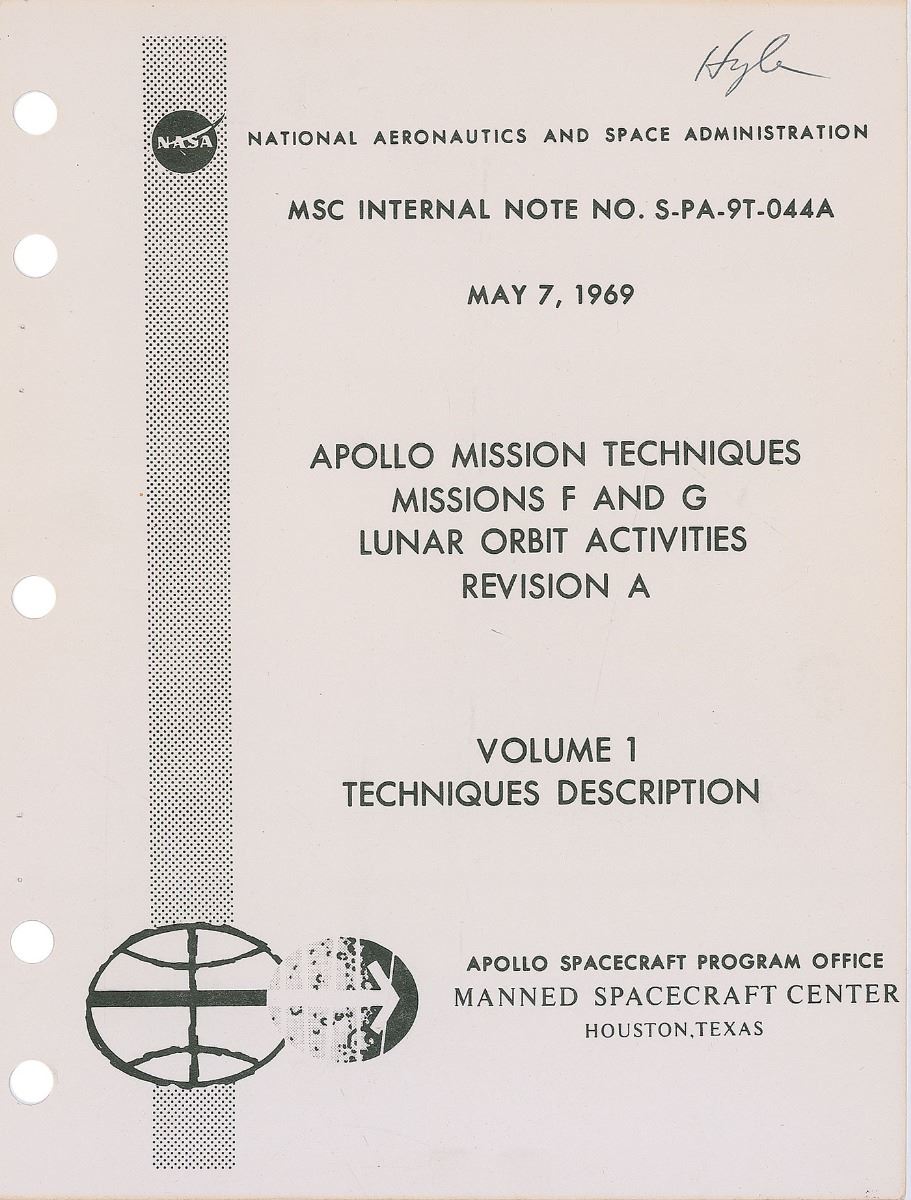 Hyle
NASA
NATIONAL AERONAUTICS AND SPACE ADMINISTRATION
MSC INTERNAL NOTE NO. S-PA-9T-044A
MAY 7, 1969
APOLLO MISSION TECHNIQUES
MISSIONS F AND G
LUNAR ORBIT ACTIVITIES
REVISION A
VOLUME 1
TECHNIQUES DESCRIPTION
APOLLO SPACECRAFT PROGRAM OFFICE
MANNED SPACECRAFT CENTER
HOUSTON,TEXAS